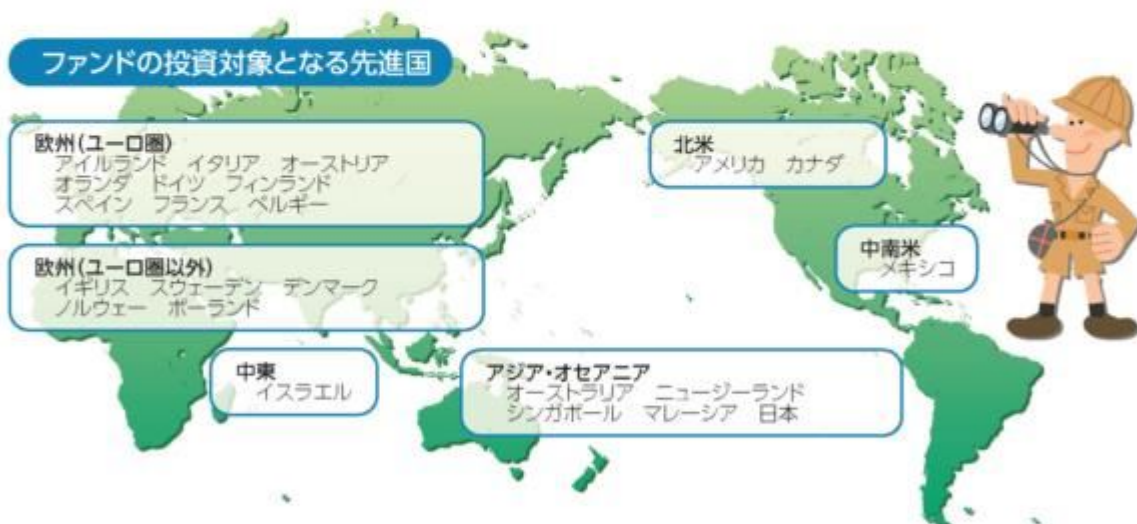 ファンドの投資対象となる先進国
欧州(ユーロ圏)
アイルランド イタリア オーストリア
オランダ ドイツ フィンランド
スペイン フランス ベルギー
欧州(ユーロ圏以外)
イギリス スウェーデン デンマーク
ノルウェー ポーランド
中東
イスラエル
アジア・オセアニア
オーストラリア ニュージーランド
シンガポール マレーシア 日本
北米
アメリカ カナダ
中南米
メキシコ